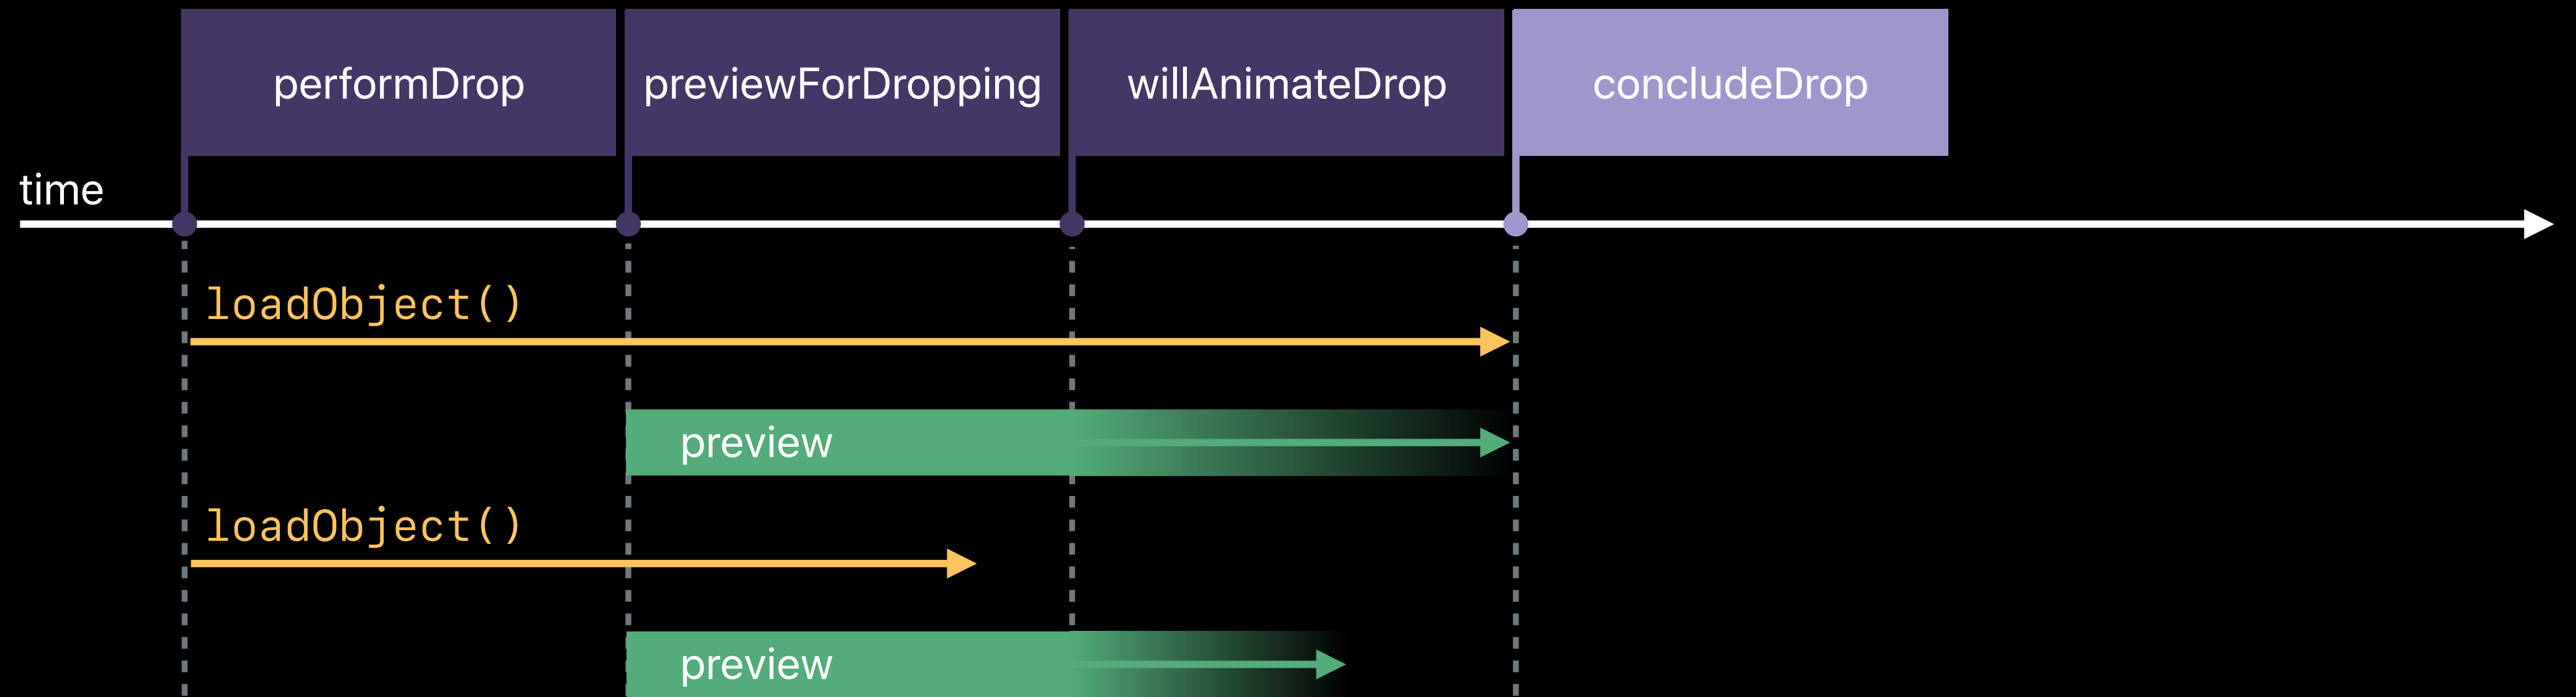 performDrop
previewForDropping
willAnimateDrop
concludeDrop
time
loadObject()
preview
loadObject()
preview